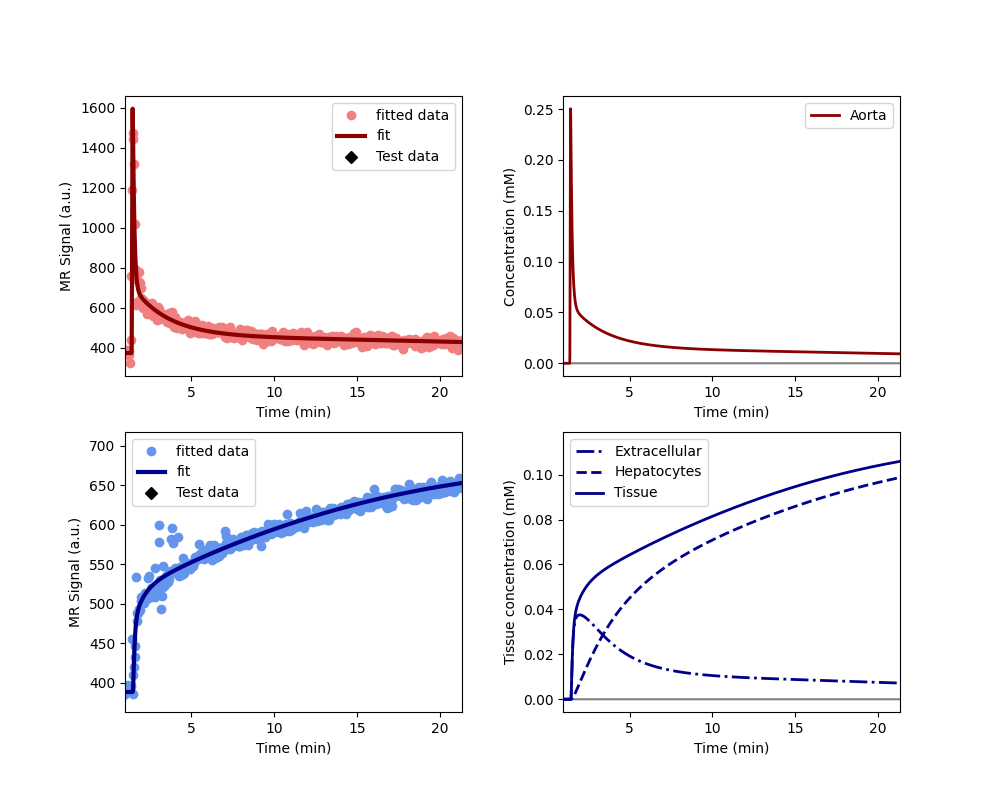 MR Signal (a.u.)
1600
1400
1200
1000
800
600
400
fitted data
fit
Test data
5
10
15
20
Time (min)
Concentration (mM)
0.25
0.20
0.15
0.10
0.05
0.00
Aorta
5
10
15
20
Time (min)
MR Signal (a.u.)
700
650
600
550
500
450
400
fitted data
fit
Test data
5
10
15
20
Time (min)
Tissue concentration (mM)
0.10
0.08
0.06
0.04
0.02
0.00
Extracellular
Hepatocytes
Tissue
5
10
15
20
Time (min)